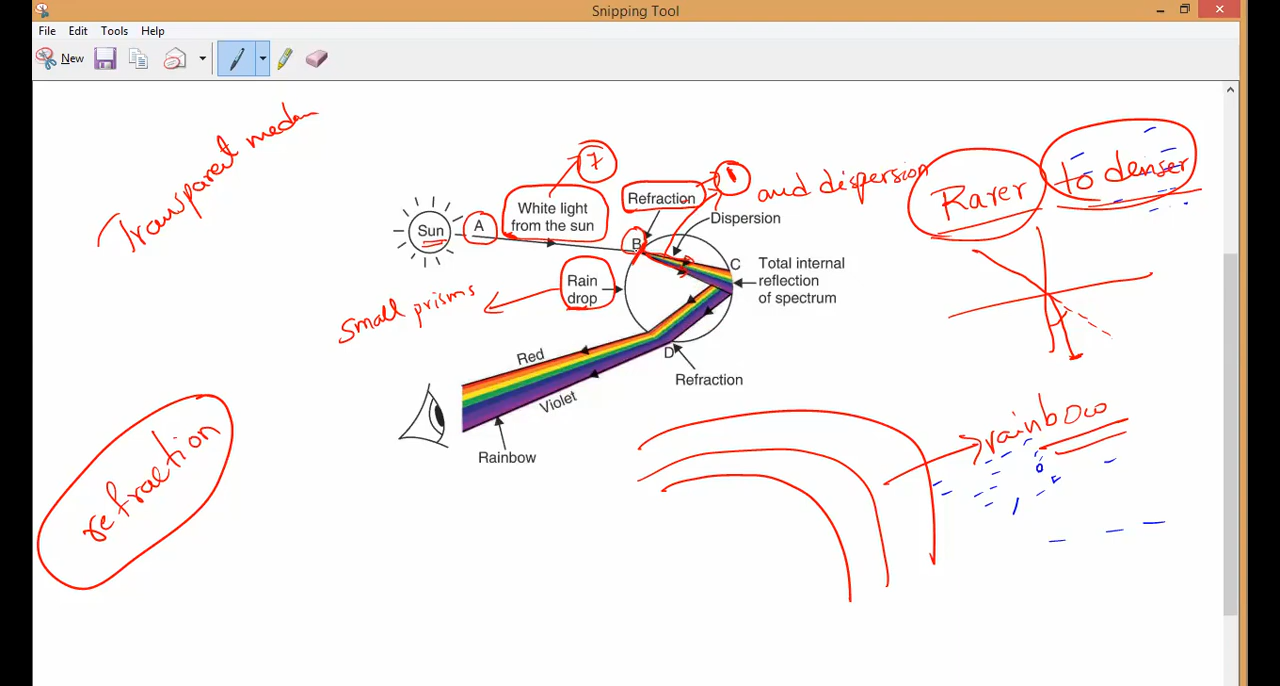 Snipping Tool
File Edit Tools Help
New
Transparent medm
7
1
and dispersion
Rarer
to denser
Refraction
White light
from the sun
Dispersion
Sun
A
B
C
Rain
drop
Total internal
reflection
of spectrum
Small prisms
Red
D
Refraction
Violet
Rainbow
rainbow
refraction